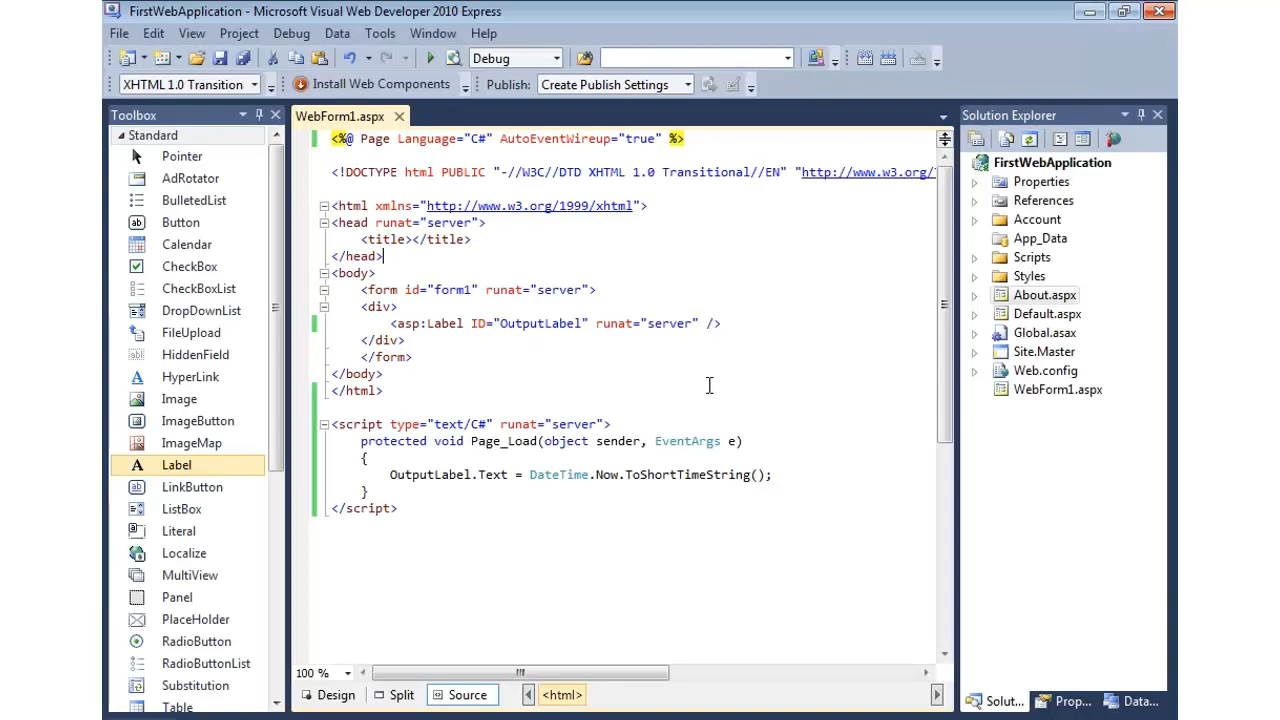 FirstWebApplication - Microsoft Visual Web Developer 2010 Express
File Edit View Project Debug Data Tools Window Help
Debug
XHTML 1.0 Transition Install Web Components Publish: Create Publish Settings
Toolbox
Standard
Pointer
AdRotator
BulletedList
Button
Calendar
CheckBox
CheckBoxList
DropDownList
FileUpload
HiddenField
HyperLink
Image
ImageButton
ImageMap
Label
LinkButton
ListBox
Literal
Localize
MultiView
Panel
PlaceHolder
RadioButton
RadioButtonList
Substitution
Table
WebForm1.aspx
<%@ Page Language="C#" AutoEventWireup="true" %>
<!DOCTYPE html PUBLIC "-//W3C//DTD XHTML 1.0 Transitional//EN" "http://www.w3.org/
<html xmlns="http://www.w3.org/1999/xhtml">
<head runat="server">
<title></title>
</head>
<body>
<form id="form1" runat="server">
<div>
<asp:Label ID="OutputLabel" runat="server" />
</div>
</form>
</body>
</html>
<script type="text/C#" runat="server">
protected void Page_Load(object sender, EventArgs e)
{
OutputLabel.Text = DateTime.Now.ToShortTimeString();
}
</script>
100 %
Design Split Source <html>
Solution Explorer
FirstWebApplication
Properties
References
Account
App_Data
Scripts
Styles
About.aspx
Default.aspx
Global.asax
Site.Master
Web.config
WebForm1.aspx
Solut... Prop... Data...